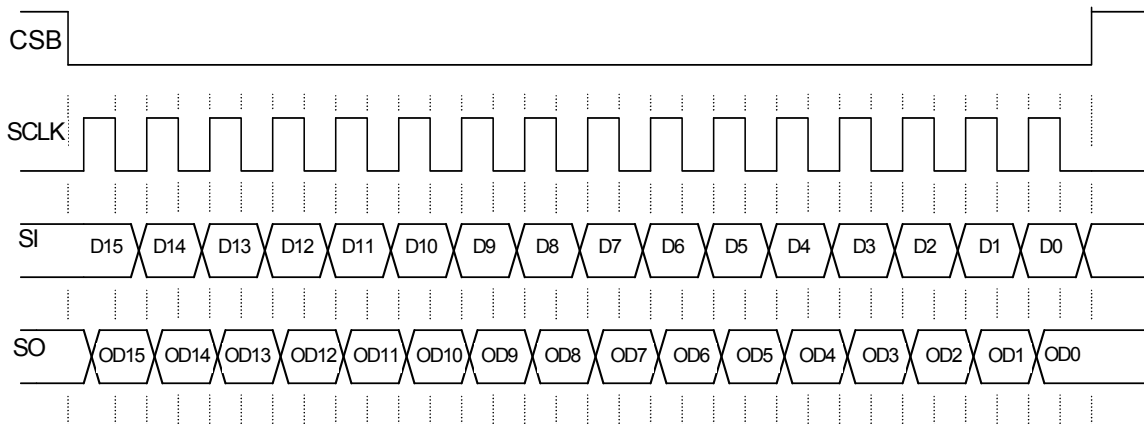 CSB
SCLK
SI D15 D14 D13 D12 D11 D10 D9 D8 D7 D6 D5 D4 D3 D2 D1 D0
SO OD15 OD14 OD13 OD12 OD11 OD10 OD9 OD8 OD7 OD6 OD5 OD4 OD3 OD2 OD1 OD0